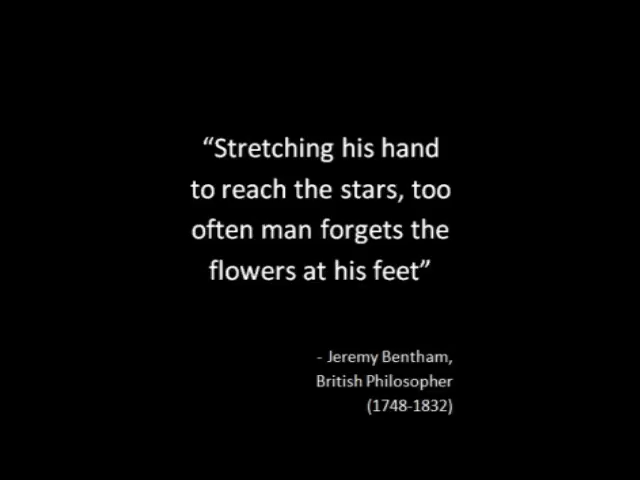 “Stretching his hand
to reach the stars, too
often man forgets the
flowers at his feet”
- Jeremy Bentham,
British Philosopher
(1748-1832)